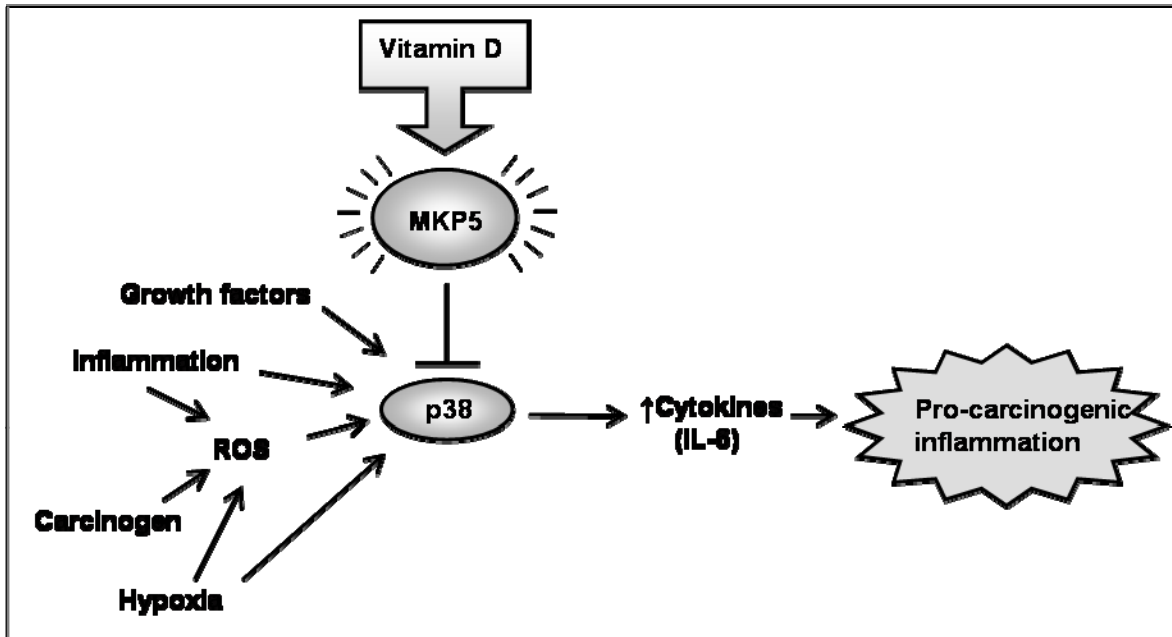 Vitamin D
MKP5
Growth factors
Inflammation
p38
ROS
Carcinogen
Hypoxia
↑Cytokines
(IL-6)
Pro-carcinogenic
inflammation